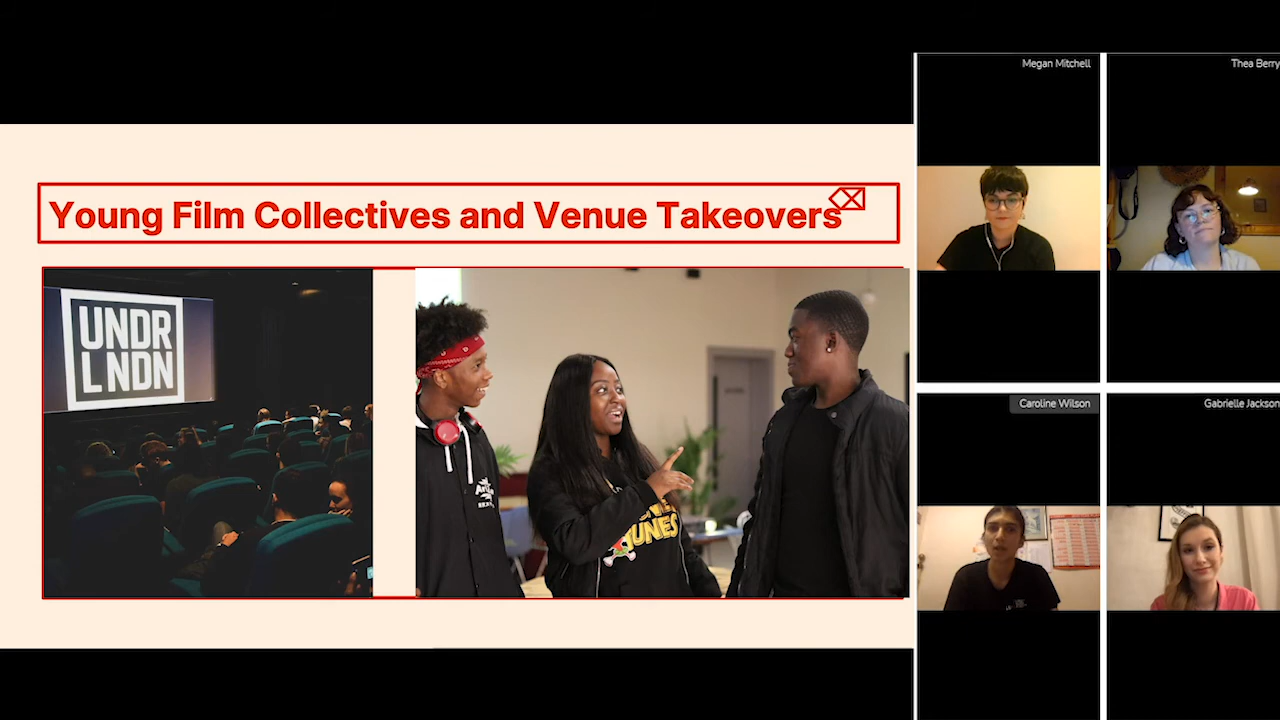 Young Film Collectives and Venue Takeovers
UNDR
LNDN
Megan Mitchell
Thea Berry
Caroline Wilson
Gabrielle Jackson